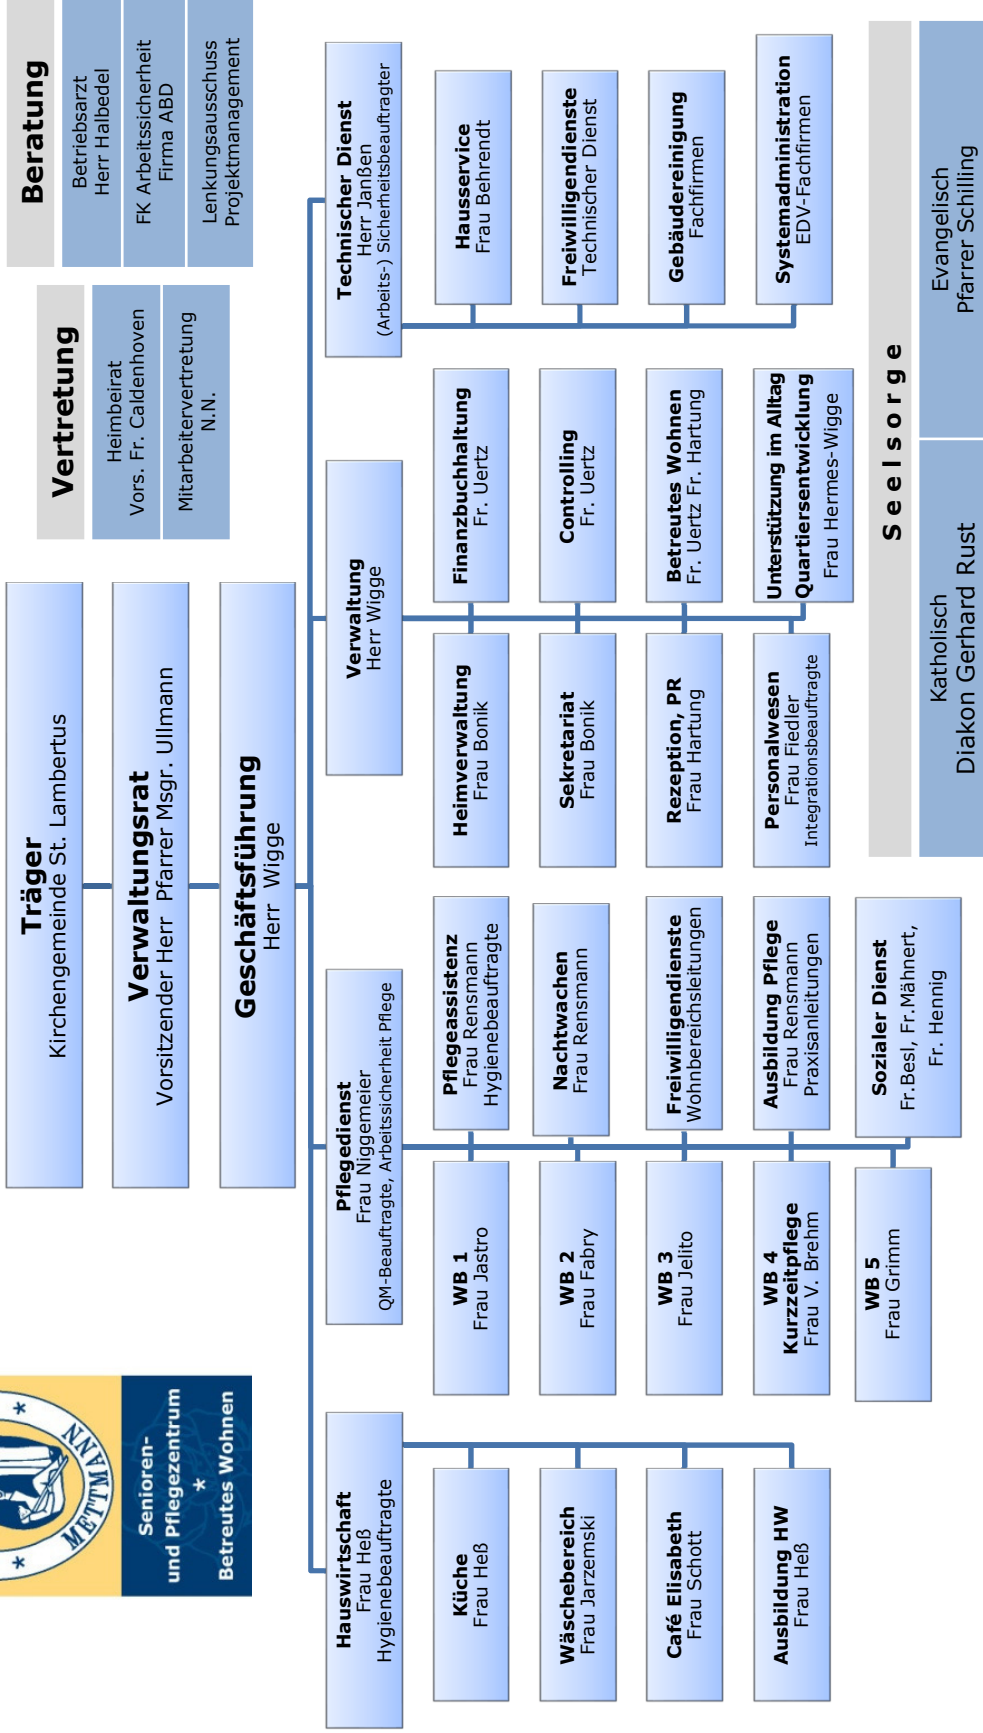 METTMANN
Senioren-
und Pflegezentrum
*
Betreutes Wohnen
Träger
Kirchengemeinde St. Lambertus
Verwaltungsrat
Vorsitzender Herr Pfarrer Msgr. Ullmann
Geschäftsführung
Herr Wigge
Vertretung
Heimbeirat
Vors. Fr. Caldenhoven
Mitarbeitervertretung
N.N.
Beratung
Betriebsarzt
Herr Halbedel
FK Arbeitssicherheit
Firma ABD
Lenkungsausschuss
Projektmanagement
Hauswirtschaft
Frau Heß
Hygienebeauftragte
Küche
Frau Heß
Wäschebereich
Frau Jarzemski
Café Elisabeth
Frau Schott
Ausbildung HW
Frau Heß
Pflegedienst
Frau Niggemeier
QM-Beauftragte, Arbeitssicherheit Pflege
WB 1
Frau Jastro
WB 2
Frau Fabry
WB 3
Frau Jelito
WB 4
Kurzzeitpflege
Frau V. Brehm
WB 5
Frau Grimm
Pflegeassistenz
Frau Rensmann
Hygienebeauftragte
Nachtwachen
Frau Rensmann
Freiwilligendienste
Wohnbereichsleitungen
Ausbildung Pflege
Frau Rensmann
Praxisanleitungen
Sozialer Dienst
Fr.Besl, Fr.Mähnert,
Fr. Hennig
Verwaltung
Herr Wigge
Heimverwaltung
Frau Bonik
Sekretariat
Frau Bonik
Rezeption, PR
Frau Hartung
Personalwesen
Frau Fiedler
Integrationsbeauftragte
Finanzbuchhaltung
Fr. Uertz
Controlling
Fr. Uertz
Betreutes Wohnen
Fr. Uertz Fr. Hartung
Unterstützung im Alltag
Quartiersentwicklung
Frau Hermes-Wigge
Technischer Dienst
Herr Janßen
(Arbeits-) Sicherheitsbeauftragter
Hausservice
Frau Behrendt
Freiwilligendienste
Technischer Dienst
Gebäudereinigung
Fachfirmen
Systemadministration
EDV-Fachfirmen
Seelsorge
Katholisch
Diakon Gerhard Rust
Evangelisch
Pfarrer Schilling